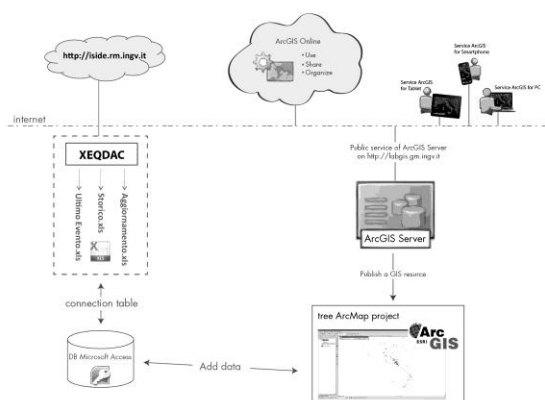 http://iside.rm.ingv.it
ArcGIS Online
• Use
• Share
• Organize
Service ArcGIS
for Smartphone
Service ArcGIS
for Tablet
Service ArcGIS for PC
internet
XEQDAC
Ultimo Evento.xls
Storico.xls
Aggiornamento.xls
X
XLS
Public service of ArcGIS Server
on http://labgis.gm.ingv.it
ArcGIS Server
Publish a GIS resorce
connection table
DB Microsoft Access
Add data
tree ArcMap project
Arc
ESRI
GIS